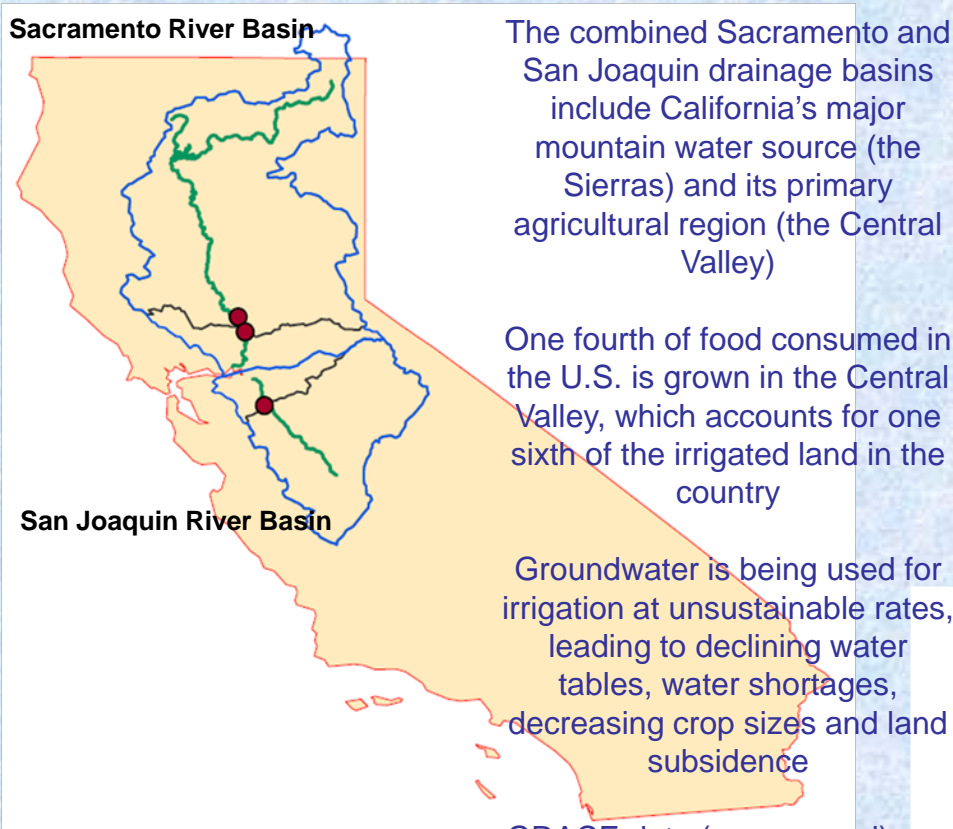 Sacramento River Basin
The combined Sacramento and
San Joaquin drainage basins
include California's major
mountain water source (the
Sierras) and its primary
agricultural region (the Central
Valley)
One fourth of food consumed in
the U.S. is grown in the Central
Valley, which accounts for one
sixth of the irrigated land in the
country
San Joaquin River Basin
Groundwater is being used for
irrigation at unsustainable rates,
leading to declining water
tables, water shortages,
decreasing crop sizes and land
subsidence